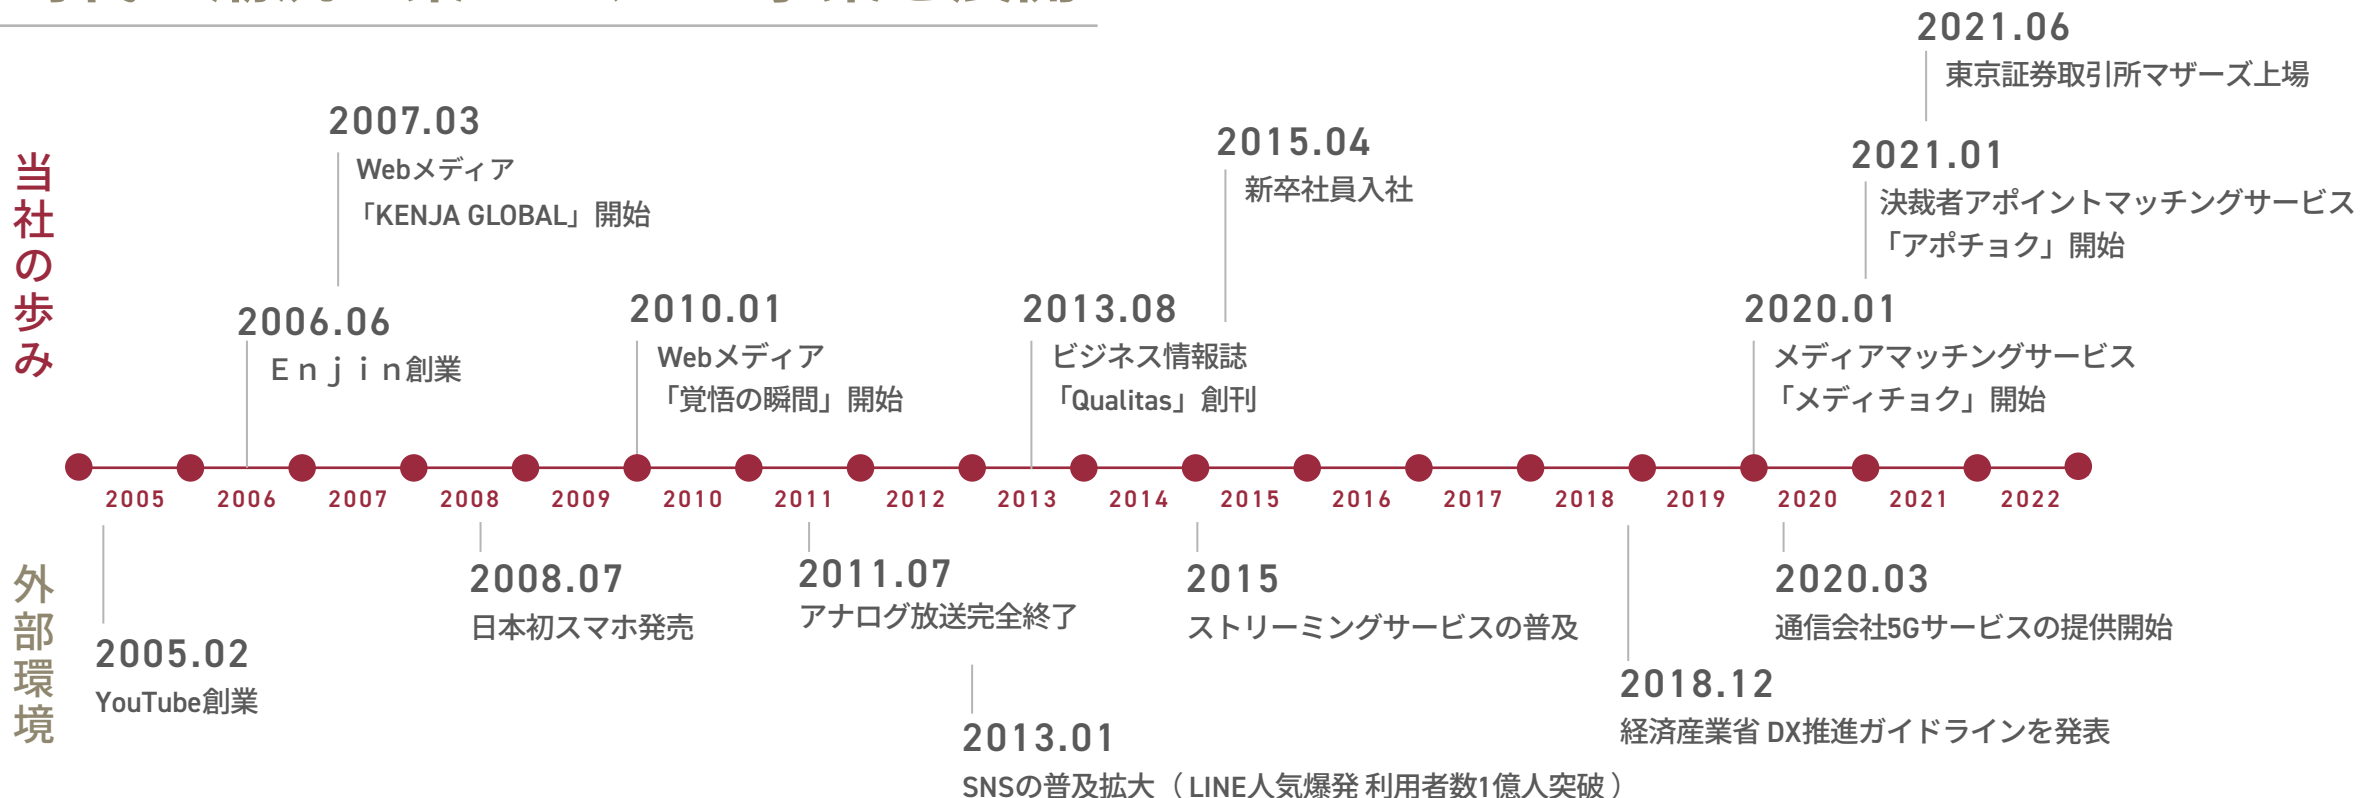 2021.06
東京証券取引所マザーズ上場
2007.03
Webメディア
「KENJA GLOBAL」開始
2015.04
新卒社員入社
2021.01
決裁者アポイントマッチングサービス
「アポチョク」開始
当社の歩み
2006.06
Ｅｎｊｉｎ創業
2010.01
Webメディア
「覚悟の瞬間」開始
2013.08
ビジネス情報誌
「Qualitas」創刊
2020.01
メディアマッチングサービス
「メディチョク」開始
2005 2006 2007 2008 2009 2010 2011 2012 2013 2014 2015 2016 2017 2018 2019 2020 2021 2022
外部環境
2005.02
YouTube創業
2008.07
日本初スマホ発売
2011.07
アナログ放送完全終了
2013.01
SNSの普及拡大（ LINE人気爆発 利用者数1億人突破 ）
2015
ストリーミングサービスの普及
2018.12
経済産業省 DX推進ガイドラインを発表
2020.03
通信会社5Gサービスの提供開始